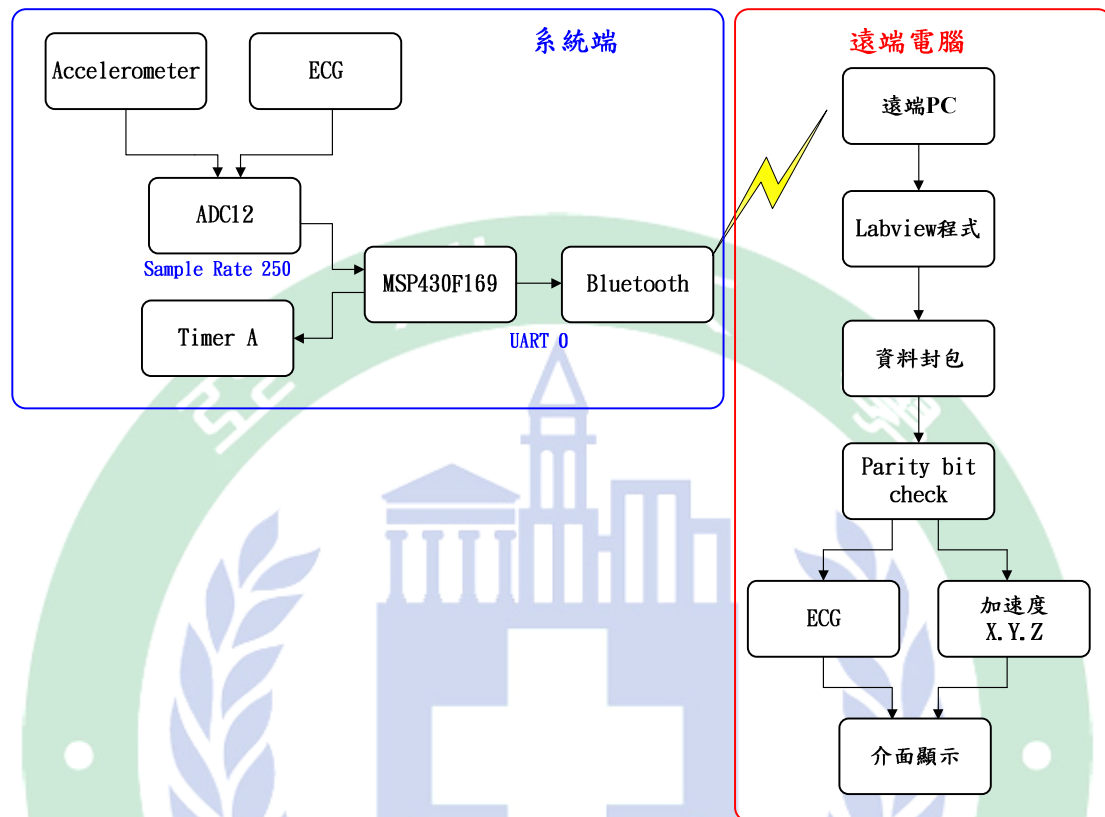 系統端
Accelerometer
ECG
ADC12
Sample Rate 250
MSP430F169
Bluetooth
Timer A
UART 0
遠端電腦
遠端PC
Labview程式
資料封包
Parity bit
check
ECG
加速度
X.Y.Z
介面顯示